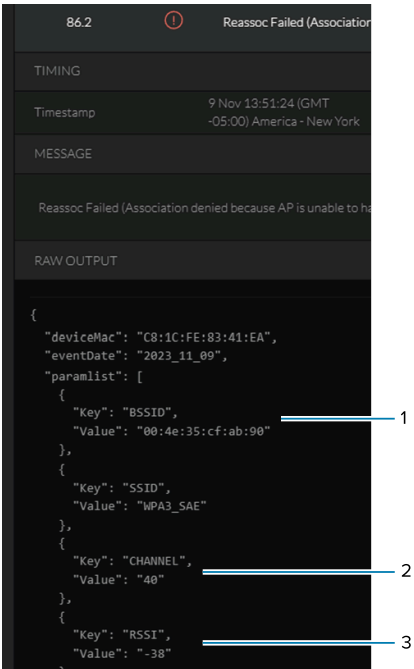 86.2 Reassoc Failed (Association
TIMING
Timestamp 9 Nov 13:51:24 (GMT
-05:00) America - New York
MESSAGE
Reassoc Failed (Association denied because AP is unable to ha
RAW OUTPUT
{
"deviceMac": "C8:1C:FE:83:41:EA",
"eventDate": "2023_11_09",
"paramlist": [
{
"Key": "BSSID",
1
"Value": "00:4e:35:cf:ab:90"
},
{
"Key": "SSID",
"Value": "WPA3_SAE"
},
{
"Key": "CHANNEL",
2
"Value": "40"
},
{
"Key": "RSSI",
3
"Value": "-38"